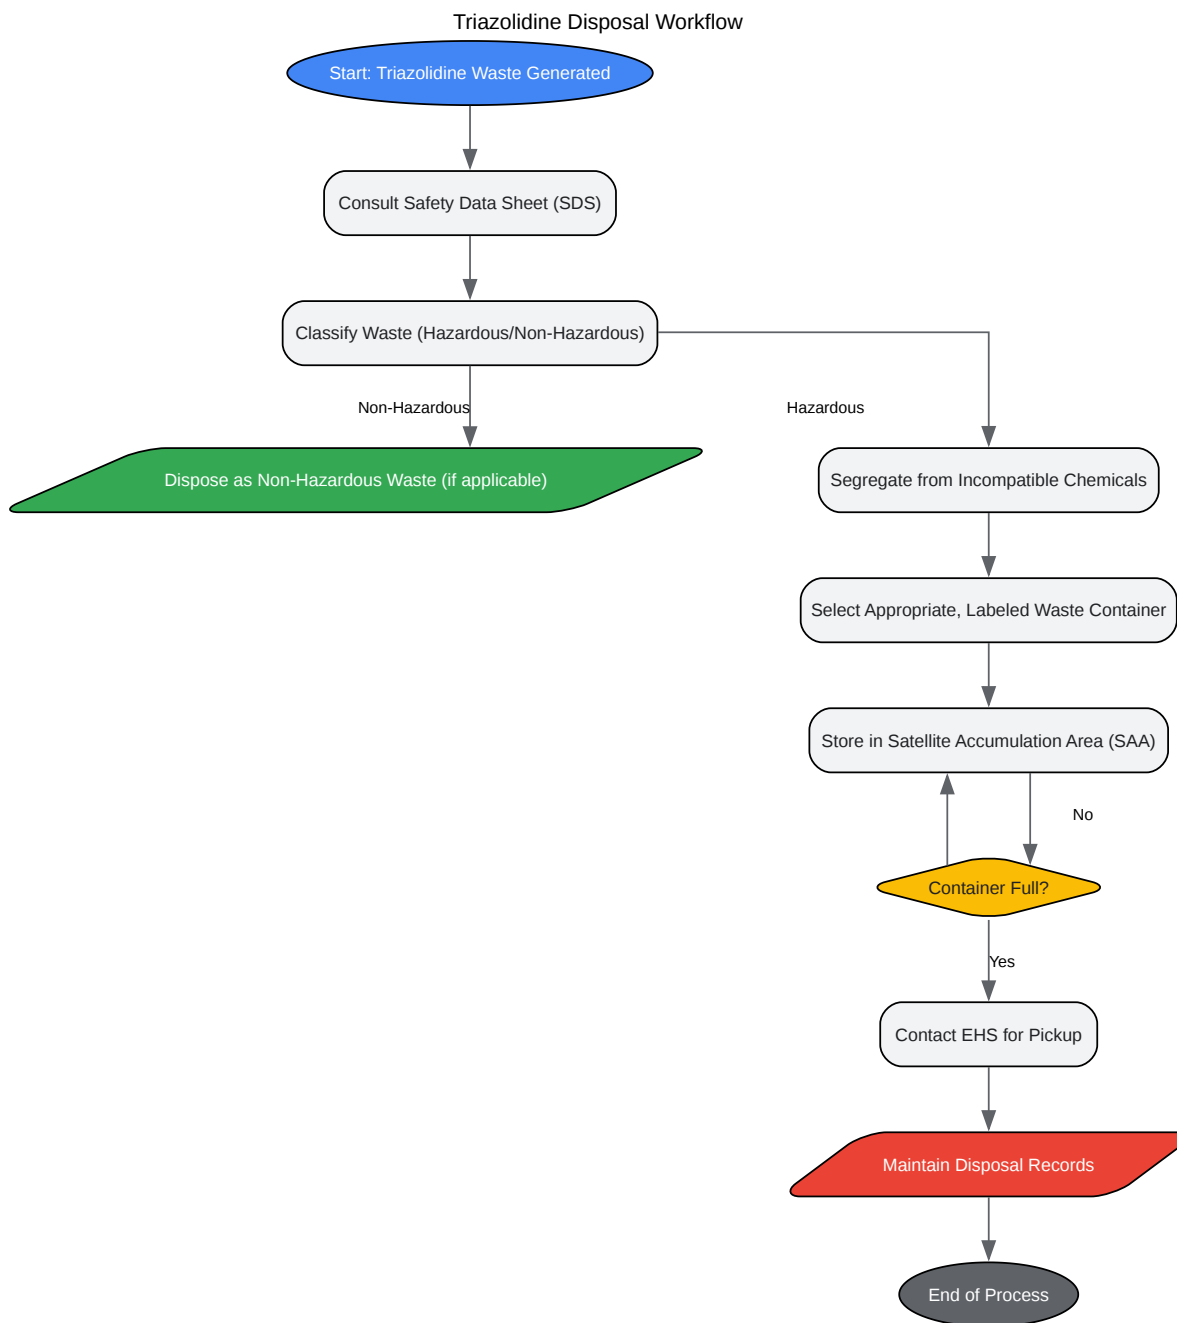 Triazolidine Disposal Workflow
Start: Triazolidine Waste Generated
Consult Safety Data Sheet (SDS)
Classify Waste (Hazardous/Non-Hazardous)
Non-Hazardous
Hazardous
Dispose as Non-Hazardous Waste (if applicable)
Segregate from Incompatible Chemicals
Select Appropriate, Labeled Waste Container
Store in Satellite Accumulation Area (SAA)
No
Container Full?
Yes
Contact EHS for Pickup
Maintain Disposal Records
End of Process